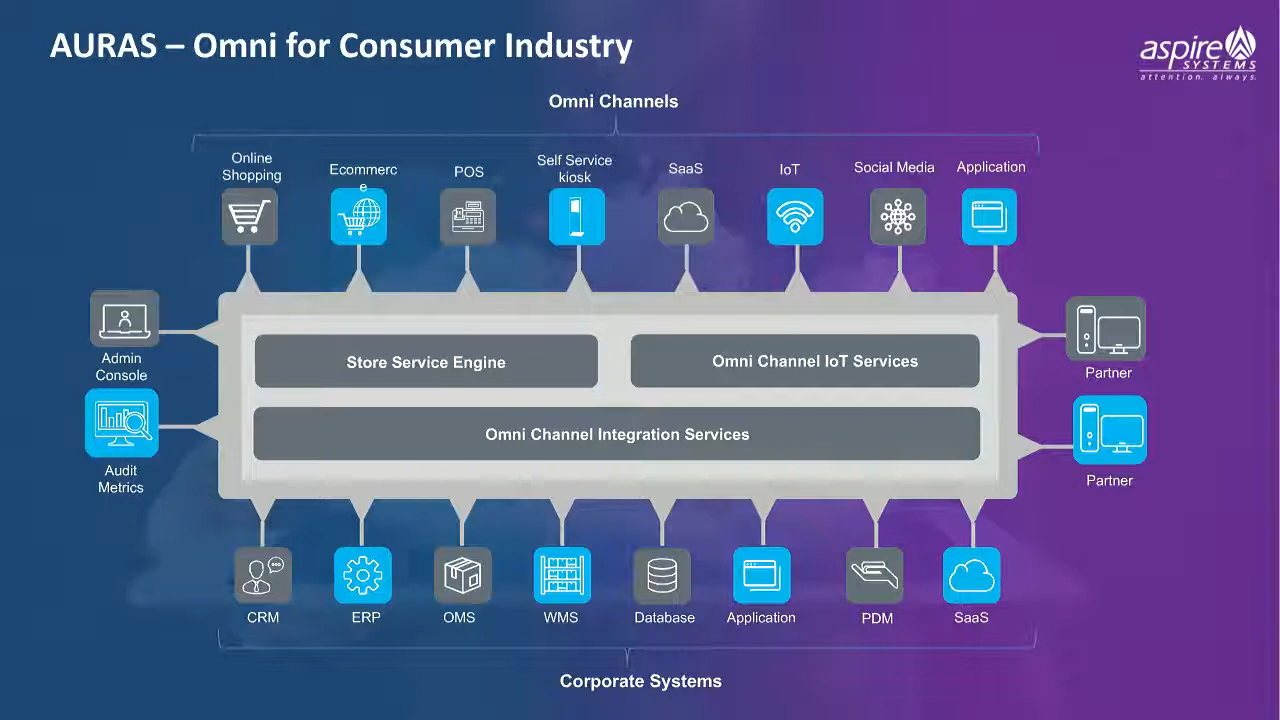 AURAS – Omni for Consumer Industry
aspire
SYSTEMS
attention. always.
Omni Channels
Online
Shopping
Ecommerc
e
POS
Self Service
kiosk
SaaS
IoT
Social Media
Application
Admin
Console
Audit
Metrics
Store Service Engine
Omni Channel IoT Services
Omni Channel Integration Services
Partner
Partner
CRM
ERP
OMS
WMS
Database
Application
PDM
SaaS
Corporate Systems